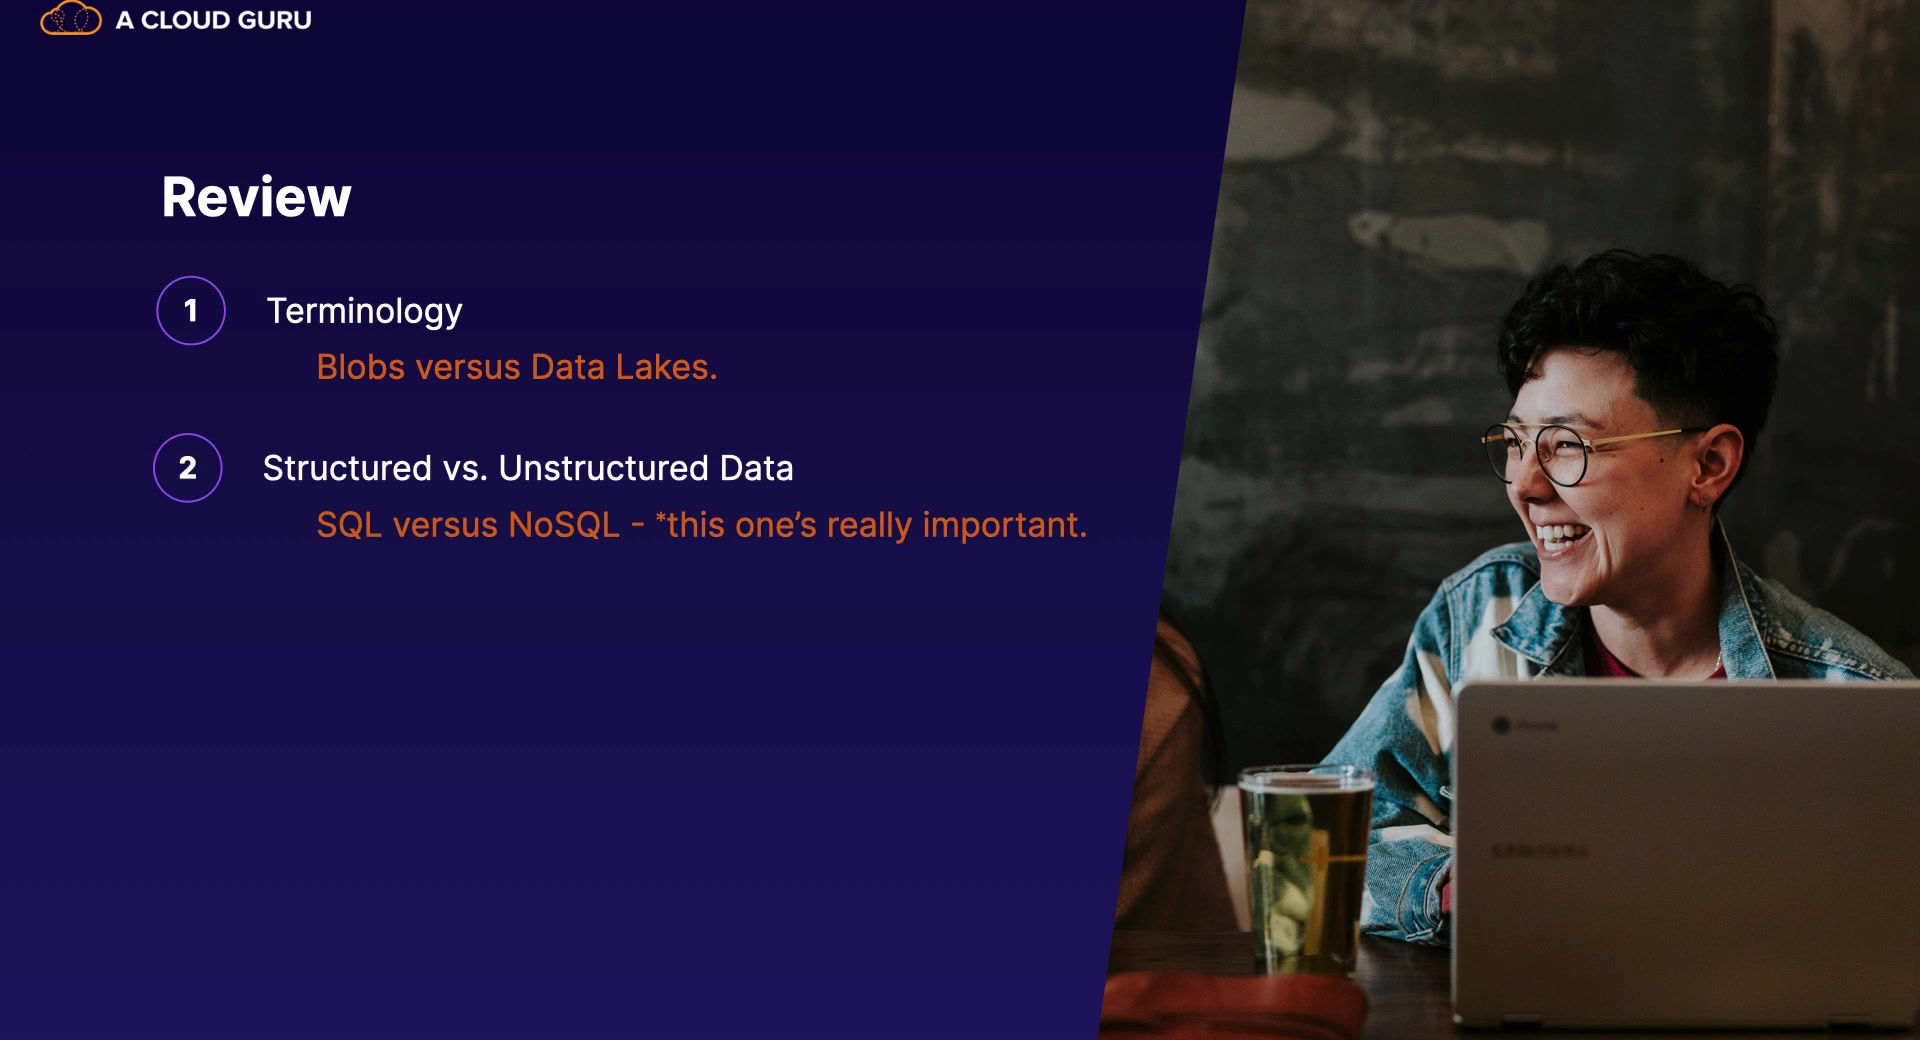 A CLOUD GURU
Review
1 Terminology
Blobs versus Data Lakes.
2 Structured vs. Unstructured Data
SQL versus NoSQL - *this one’s really important.
SAMSUNG